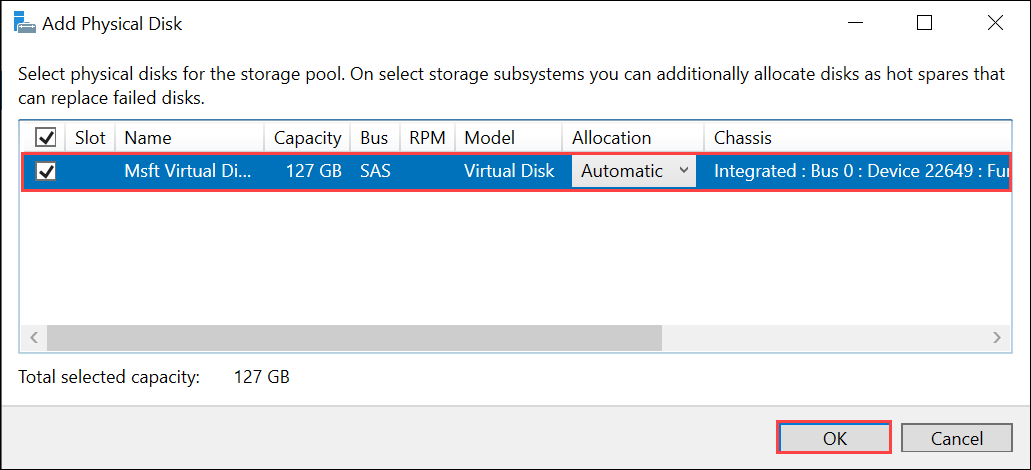 Add Physical Disk
Select physical disks for the storage pool. On select storage subsystems you can additionally allocate disks as hot spares that
can replace failed disks.
Slot Name Capacity Bus RPM Model Allocation Chassis
Msft Virtual Di... 127 GB SAS Virtual Disk Automatic Integrated : Bus 0 : Device 22649 : Fur
Total selected capacity: 127 GB
OK Cancel